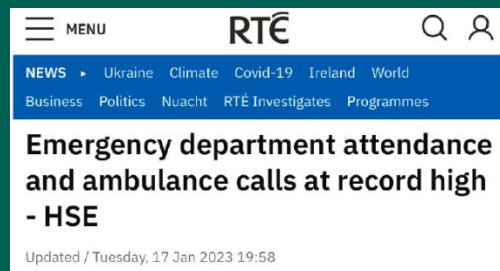 MENU RTÉ
NEWS ▸ Ukraine Climate Covid-19 Ireland World
Business Politics Nuacht RTÉ Investigates Programmes
Emergency department attendance
and ambulance calls at record high
- HSE
Updated / Tuesday, 17 Jan 2023 19:58